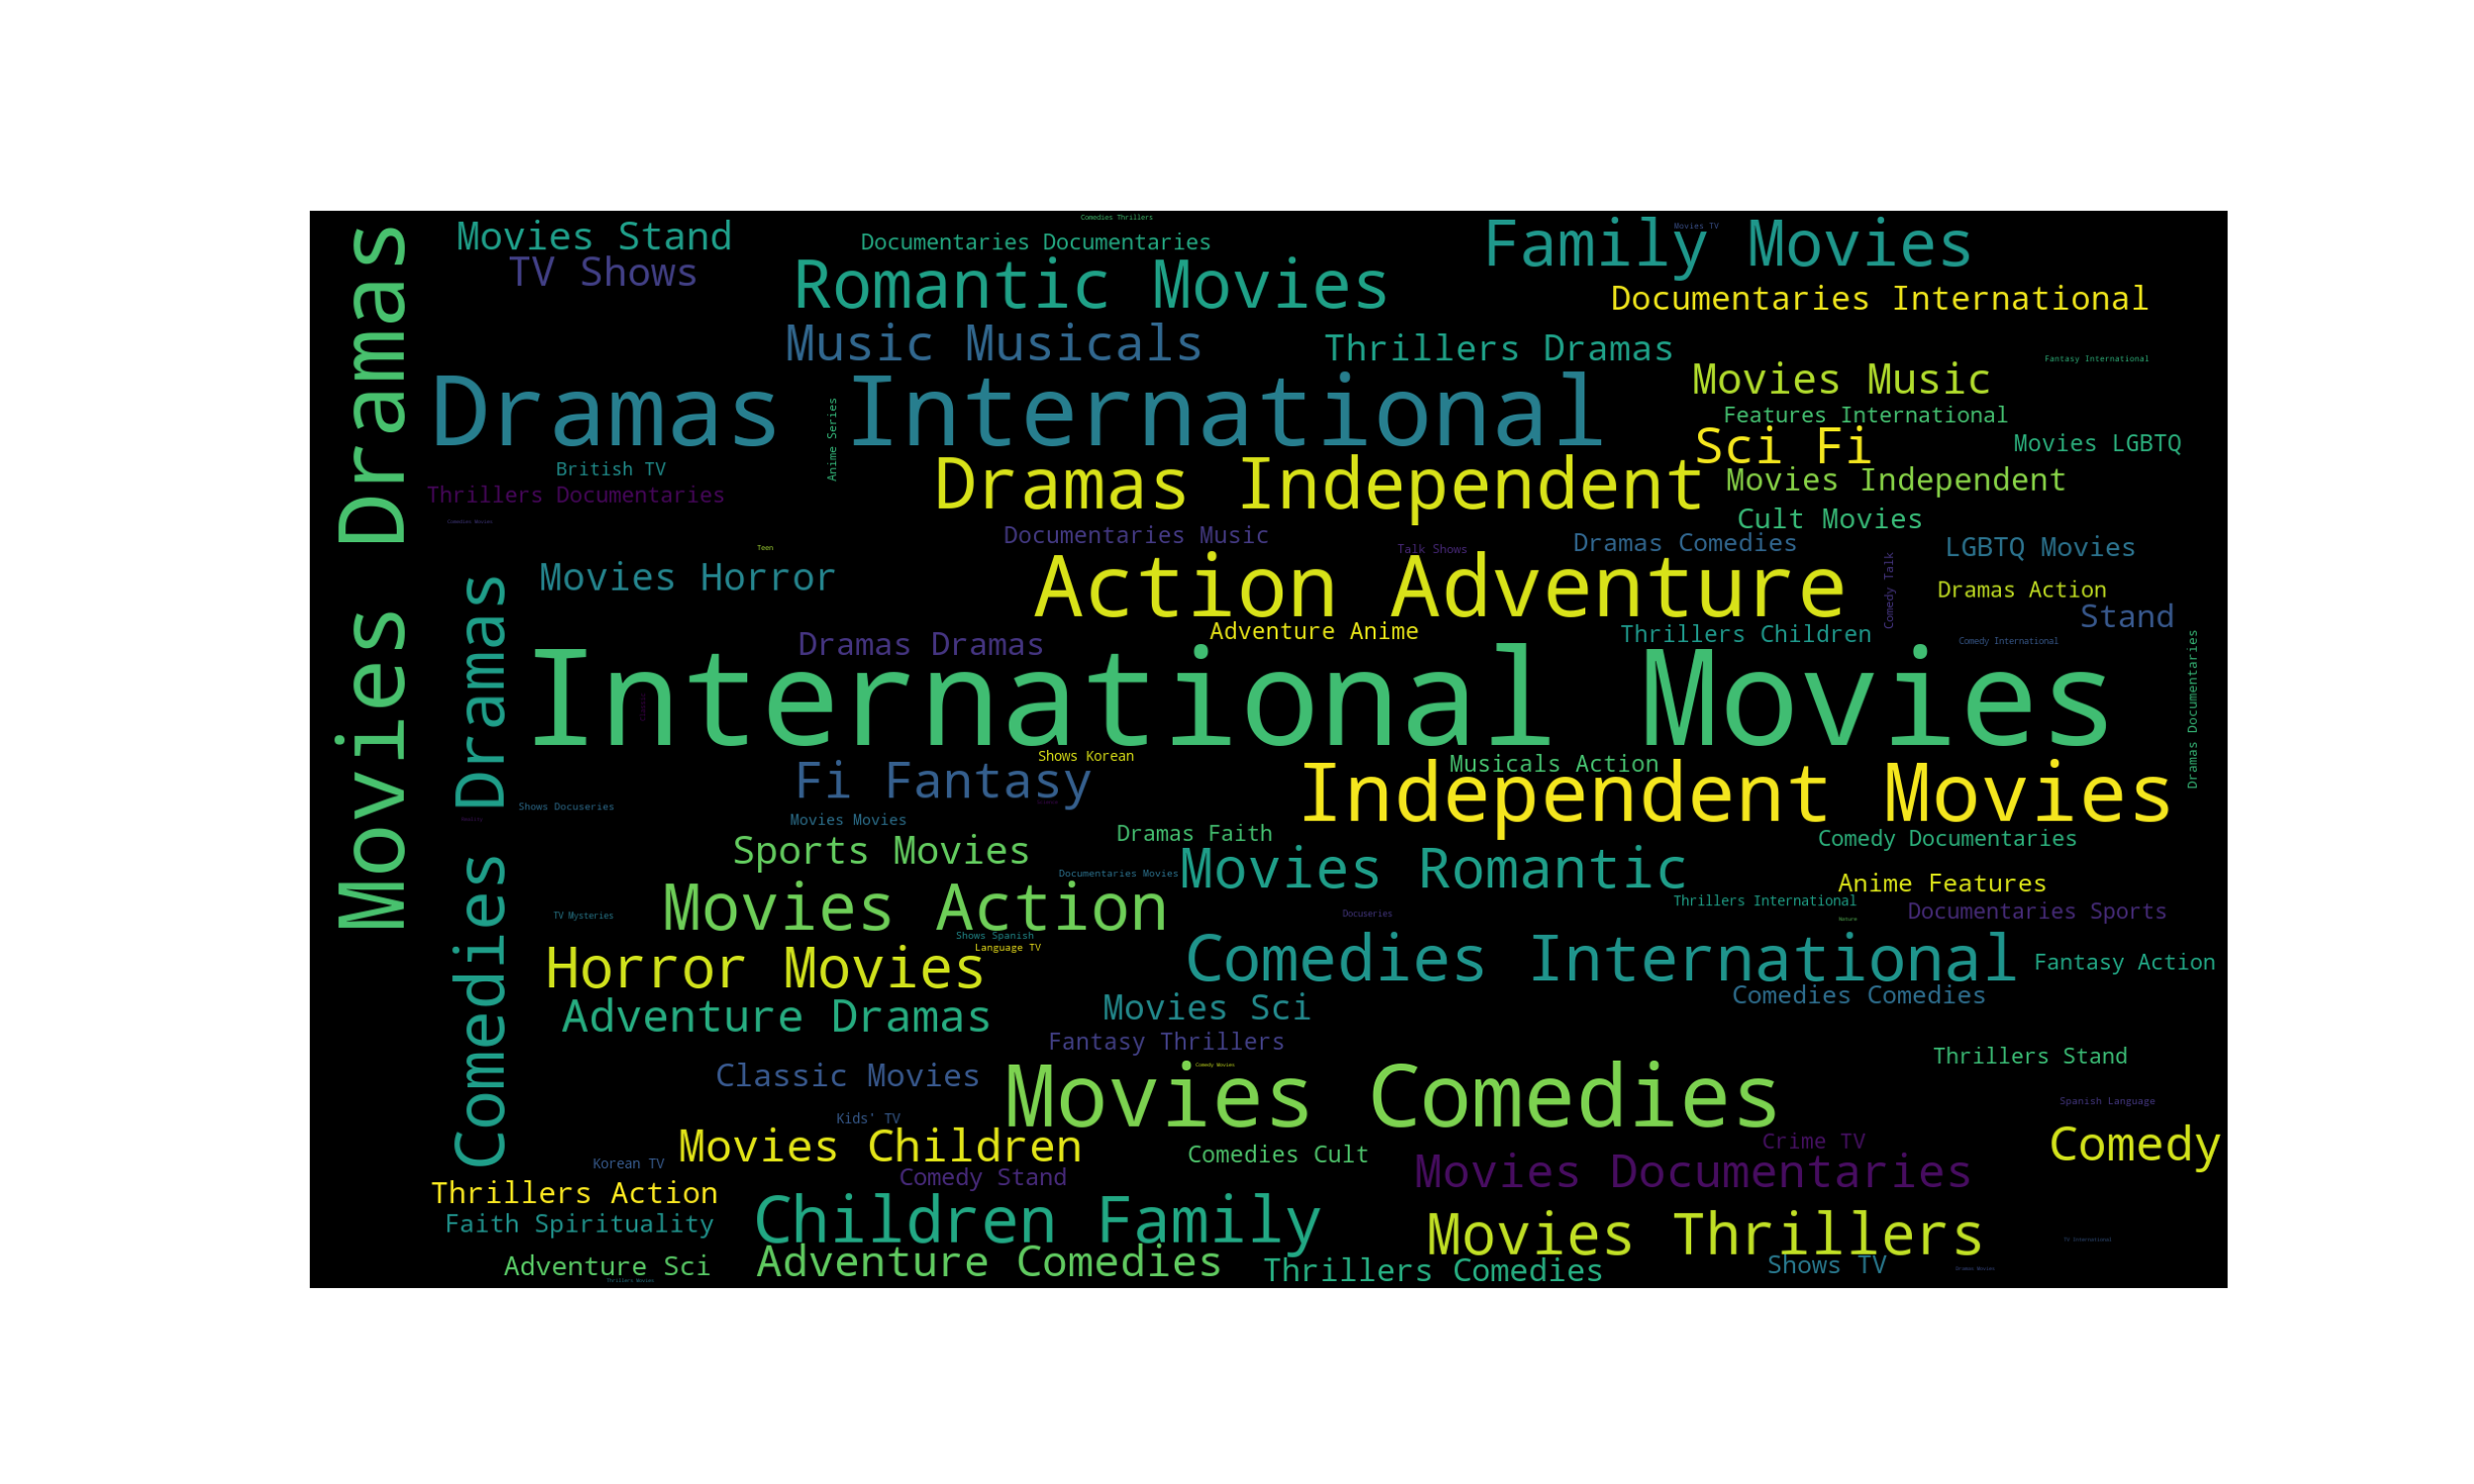 Comedies Thrillers
Movies Stand
Documentaries Documentaries
Family Movies
Movies TV
TV Shows
Romantic Movies
Documentaries International
Music Musicals
Thrillers Dramas
Fantasy International
Movies Music
Dramas International
Features International
Anime Series
Sci Fi
Movies LGBTQ
British TV
Dramas Independent
Movies Independent
Thrillers Documentaries
Movies Dramas
Comedies Movies
Cult Movies
Documentaries Music
Dramas Comedies
LGBTQ Movies
Teen
Talk Shows
Movies Horror
Action Adventure
Comedy Talk
Dramas Action
Stand
Adventure Anime
Thrillers Children
Comedy International
Dramas Dramas
International Movies
Dramas Documentaries
Shows Korean
Musicals Action
Fi Fantasy
Independent Movies
Shows Docuseries
Movies Movies
Dramas Faith
Comedy Documentaries
Sports Movies
Comedies Dramas
Movies Romantic
Documentaries Movies
Anime Features
Movies Action
Thrillers International
TV Mysteries
Docuseries
Documentaries Sports
Nature
Shows Spanish
Language TV
Horror Movies
Comedies International
Fantasy Action
Comedies Comedies
Adventure Dramas
Movies Sci
Fantasy Thrillers
Thrillers Stand
Classic Movies
Comedy Movies
Movies Comedies
Spanish Language
Kids' TV
Movies Children
Comedies Cult
Crime TV
Comedy
Korean TV
Comedy Stand
Movies Documentaries
Thrillers Action
Children Family
Faith Spirituality
Movies Thrillers
TV International
Adventure Sci
Adventure Comedies
Thrillers Comedies
Shows TV
Dramas Movies
Thrillers Movies